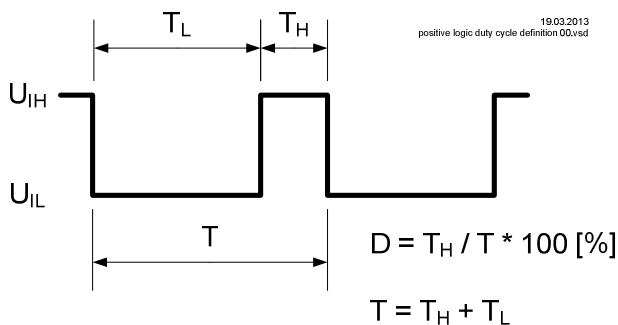 19.03.2013
positive logic duty cycle definition 00.vsd
TL TH
UIH
UIL
T
D = TH / T * 100 [%]
T = TH + TL